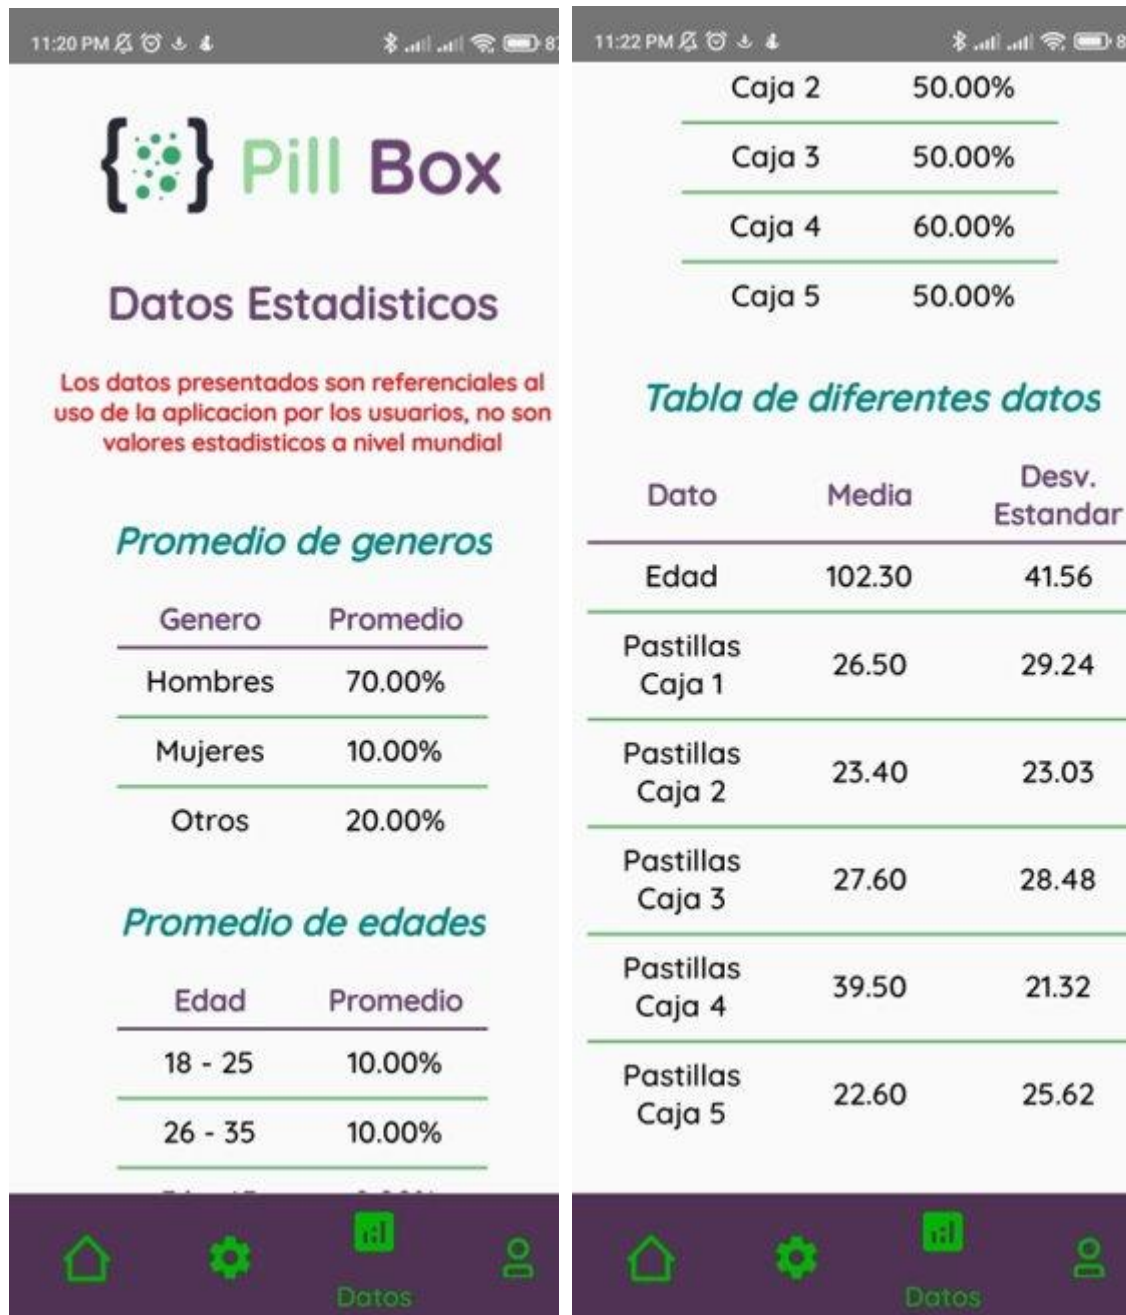 11:20 PM
Pill Box
Datos Estadisticos
Los datos presentados son referenciales al
uso de la aplicacion por los usuarios, no son
valores estadisticos a nivel mundial
Promedio de generos
Genero Promedio
Hombres 70.00%
Mujeres 10.00%
Otros 20.00%
Promedio de edades
Edad Promedio
18 - 25 10.00%
26 - 35 10.00%
Datos
11:22 PM
Caja 2 50.00%
Caja 3 50.00%
Caja 4 60.00%
Caja 5 50.00%
Tabla de diferentes datos
Dato Media Desv.
Estandar
Edad 102.30 41.56
Pastillas
Caja 1 26.50 29.24
Pastillas
Caja 2 23.40 23.03
Pastillas
Caja 3 27.60 28.48
Pastillas
Caja 4 39.50 21.32
Pastillas
Caja 5 22.60 25.62
Datos